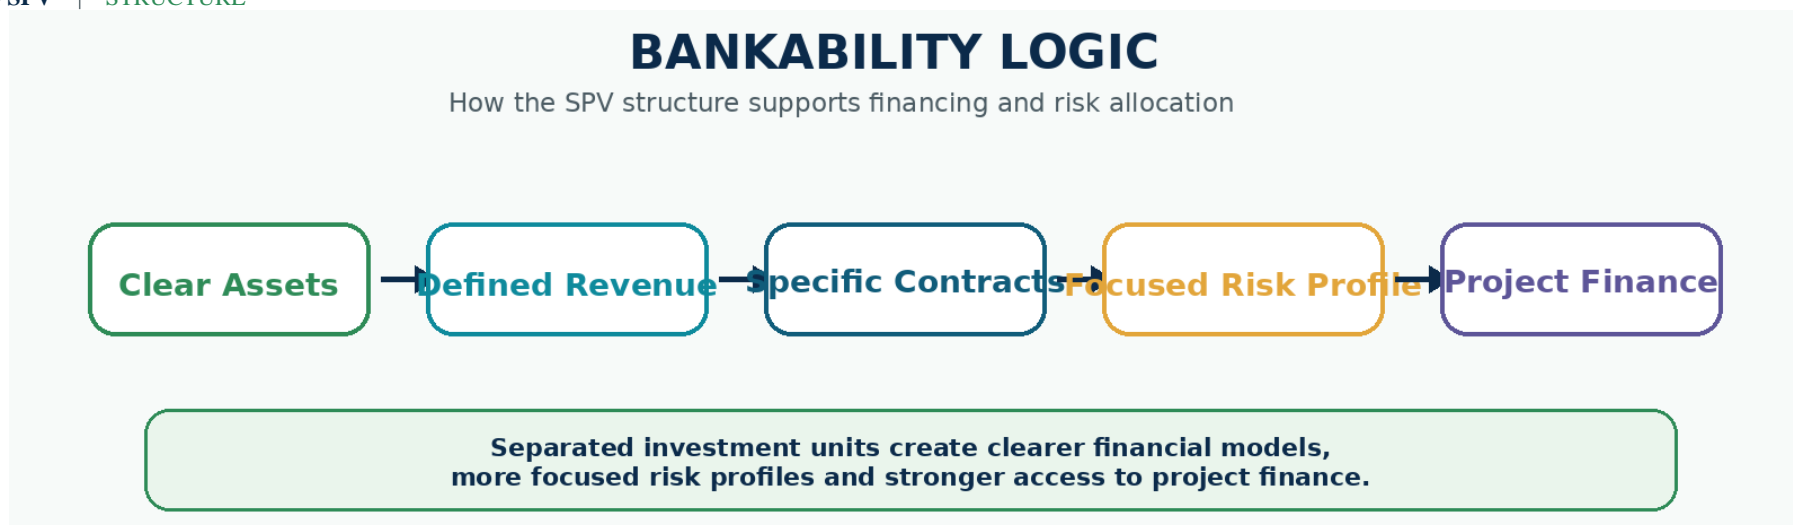 SPV | STRUCTURE
BANKABILITY LOGIC
How the SPV structure supports financing and risk allocation
Clear Assets
Defined Revenue
Specific Contracts
Focused Risk Profile
Project Finance
Separated investment units create clearer financial models,
more focused risk profiles and stronger access to project finance.